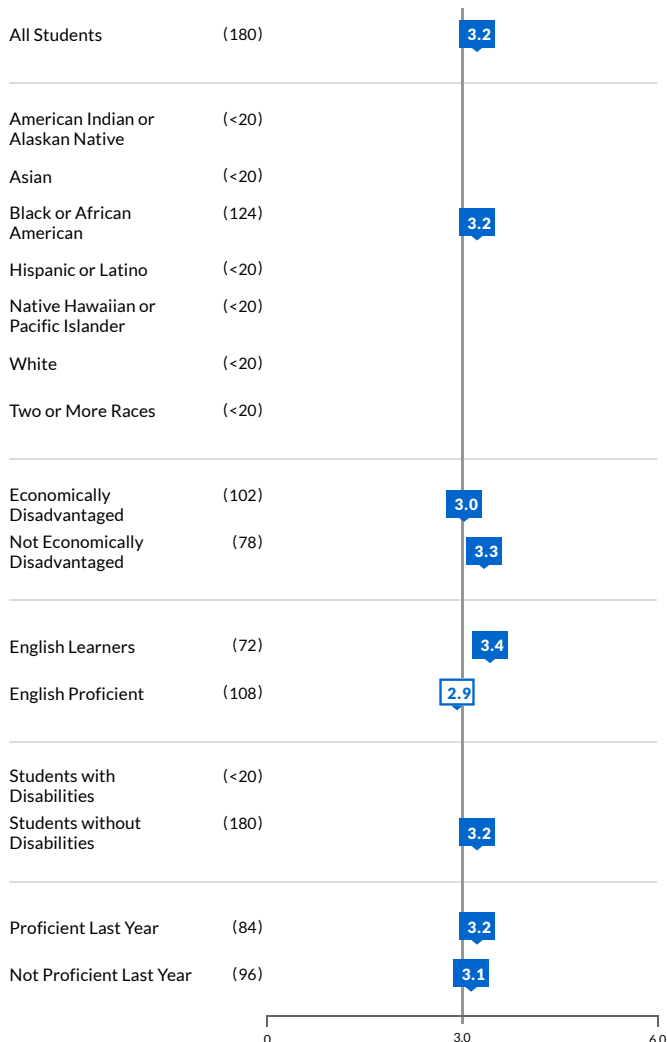 All Students (180) 3.2
American Indian or (<20)
Alaskan Native
Asian (<20)
Black or African (124) 3.2
American
Hispanic or Latino (<20)
Native Hawaiian or (<20)
Pacific Islander
White (<20)
Two or More Races (<20)
Economically (102) 3.0
Disadvantaged
Not Economically (78) 3.3
Disadvantaged
English Learners (72) 3.4
English Proficient (108) 2.9
Students with (<20)
Disabilities
Students without (180) 3.2
Disabilities
Proficient Last Year (84) 3.2
Not Proficient Last Year (96) 3.1
0 3.0 6.0